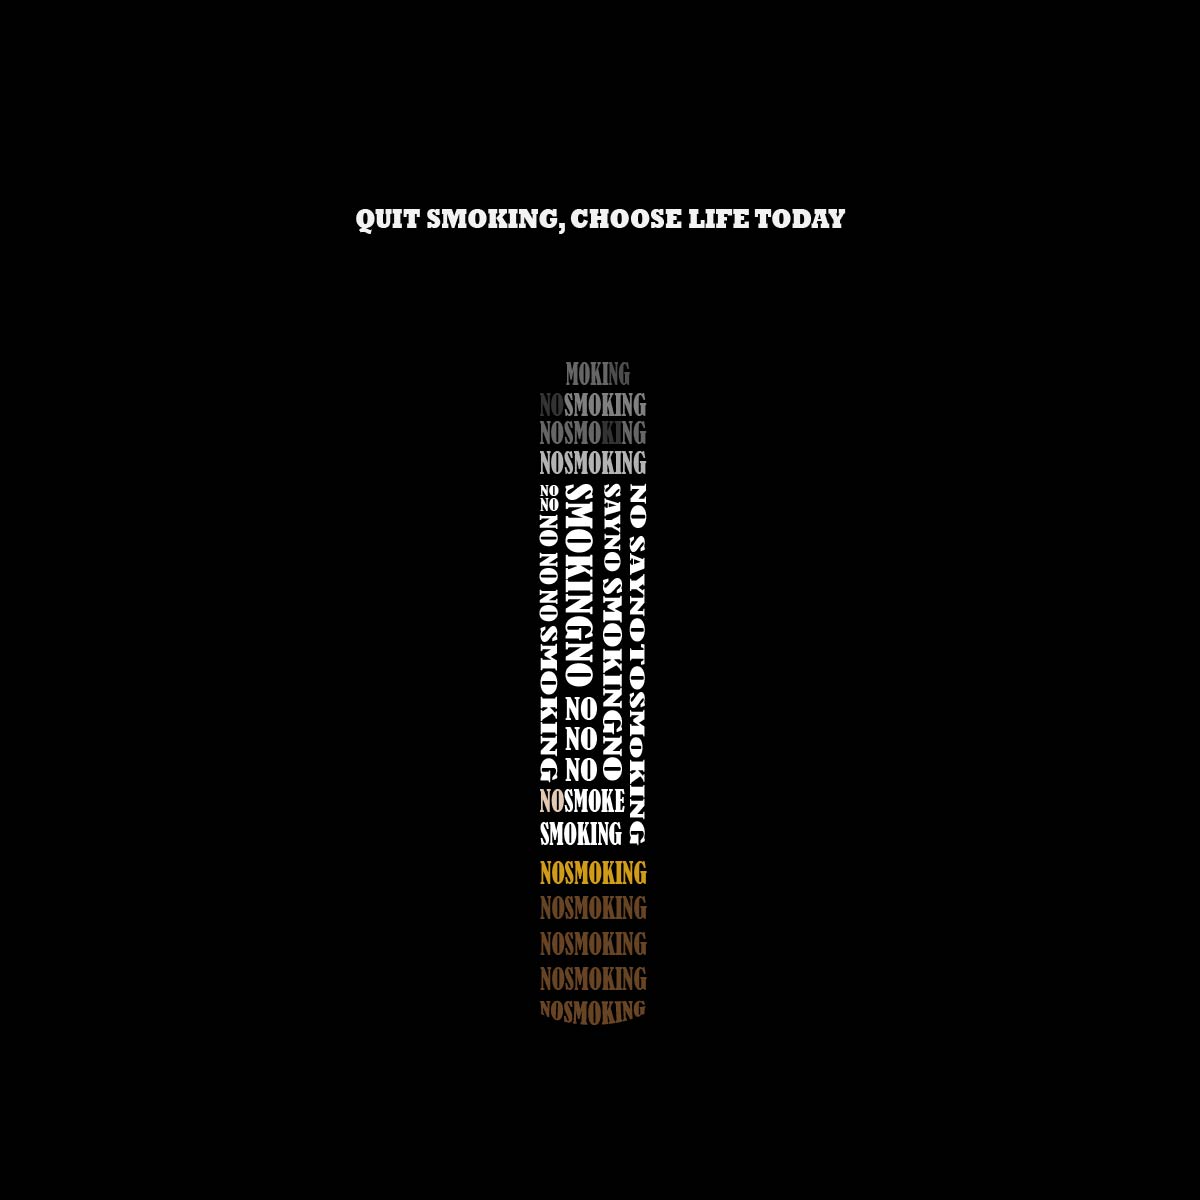 QUIT SMOKING, CHOOSE LIFE TODAY
MOKING
NOSMOKING
NOSMOKING
NOSMOKING
NO
NO
NO NO NO SMOKING
SMOKINGNO
NO
NO
NO
SAYNO SMOKINGNO
NO SAYNOTOSMOKING
NOSMOKE
SMOKING
NOSMOKING
NOSMOKING
NOSMOKING
NOSMOKING
NOSMOKING